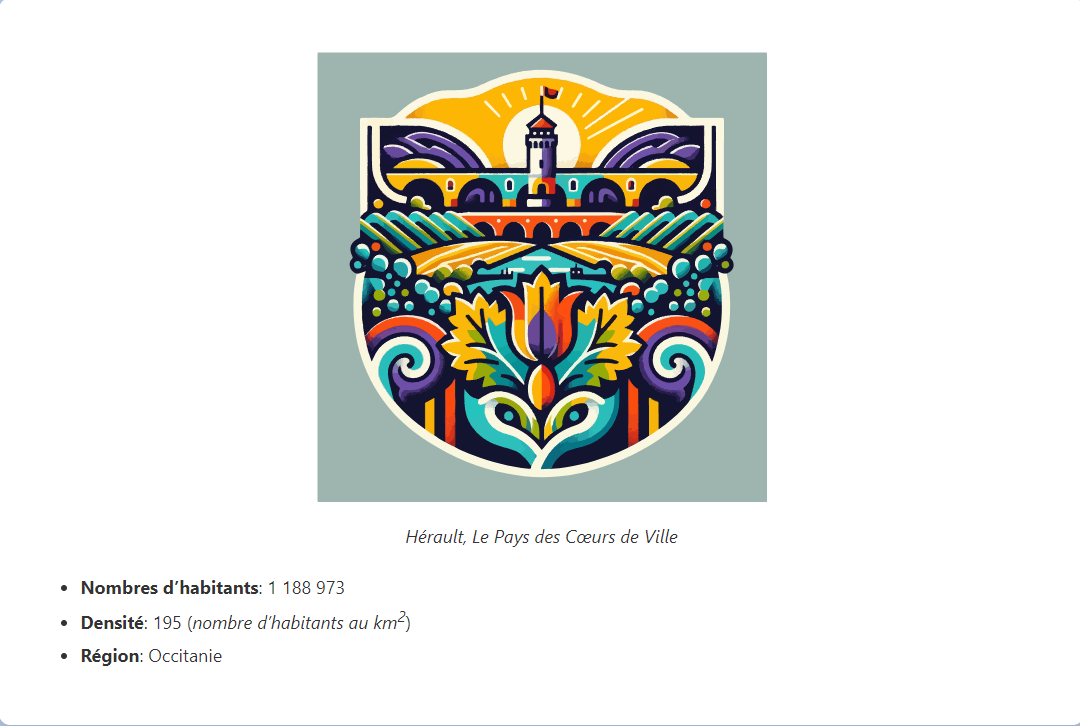 Hérault, Le Pays des Cœurs de Ville
Nombres d’habitants: 1 188 973
Densité: 195 (nombre d’habitants au km²)
Région: Occitanie